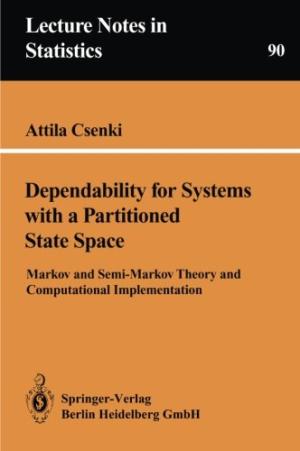 Lecture Notes in
Statistics
90
Attila Csenki
Dependability for Systems
with a Partitioned
State Space
Markov and Semi-Markov Theory and
Computational Implementation
Springer-Verlag
Berlin Heidelberg GmbH